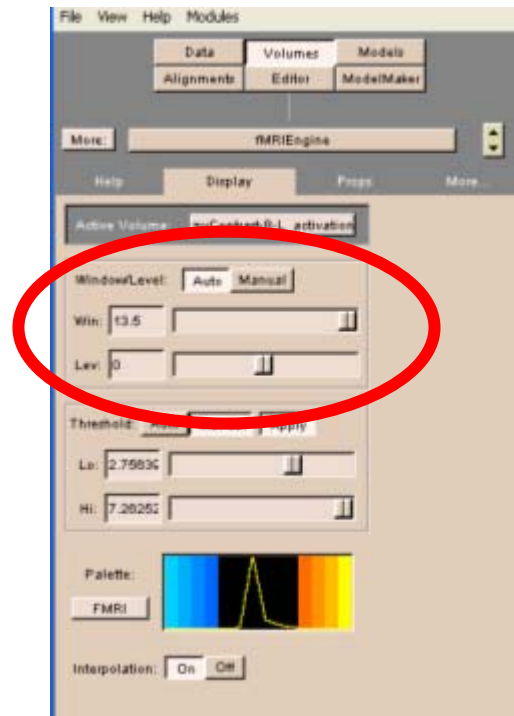 File View Help Modules
Data Volumes Models
Alignments Editor ModelMaker
More: fMRIEngine
Help Display Props More...
Active Volume activation
Window/Level: Auto Manual
Win: 13.5
Lev: 0
Threshold: Apply
Lo: 2.75839
Hi: 7.28252
Palette:
FMRI
Interpolation: On Off